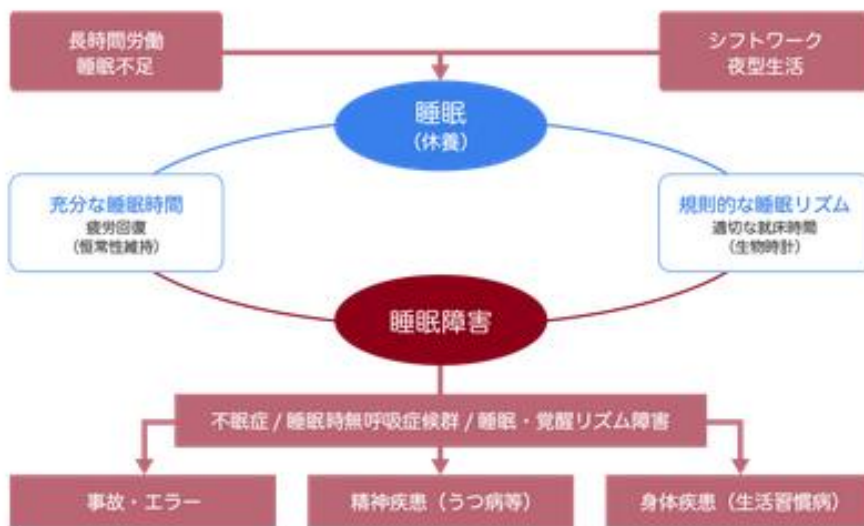 長時間労働
睡眠不足
シフトワーク
夜型生活
睡眠
(休養)
充分な睡眠時間
疲労回復
(恒常性維持)
規則的な睡眠リズム
適切な就床時間
(生物時計)
睡眠障害
不眠症 / 睡眠時無呼吸症候群 / 睡眠・覚醒リズム障害
事故・エラー
精神疾患（うつ病等）
身体疾患（生活習慣病）